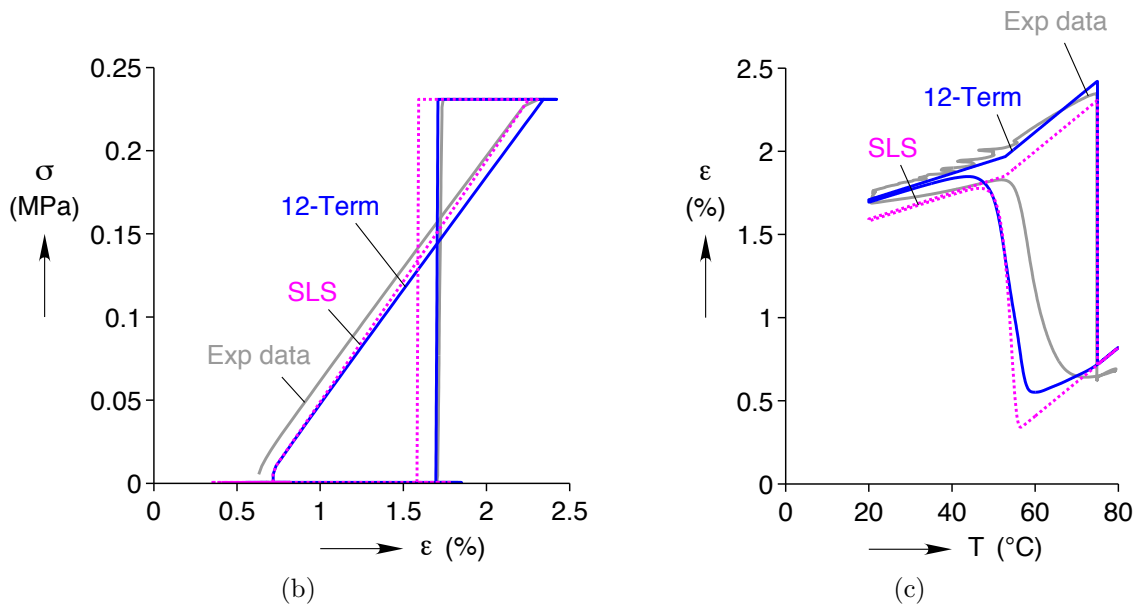 0.25
0.2
0.15
0.1
0.05
0
σ
(MPa)
12-Term
SLS
Exp data
0 0.5 1 1.5 2 2.5
ε (%)
(b)
Exp data
12-Term
SLS
2.5
2
1.5
1
0.5
0
ε
(%)
0 20 40 60 80
T (°C)
(c)